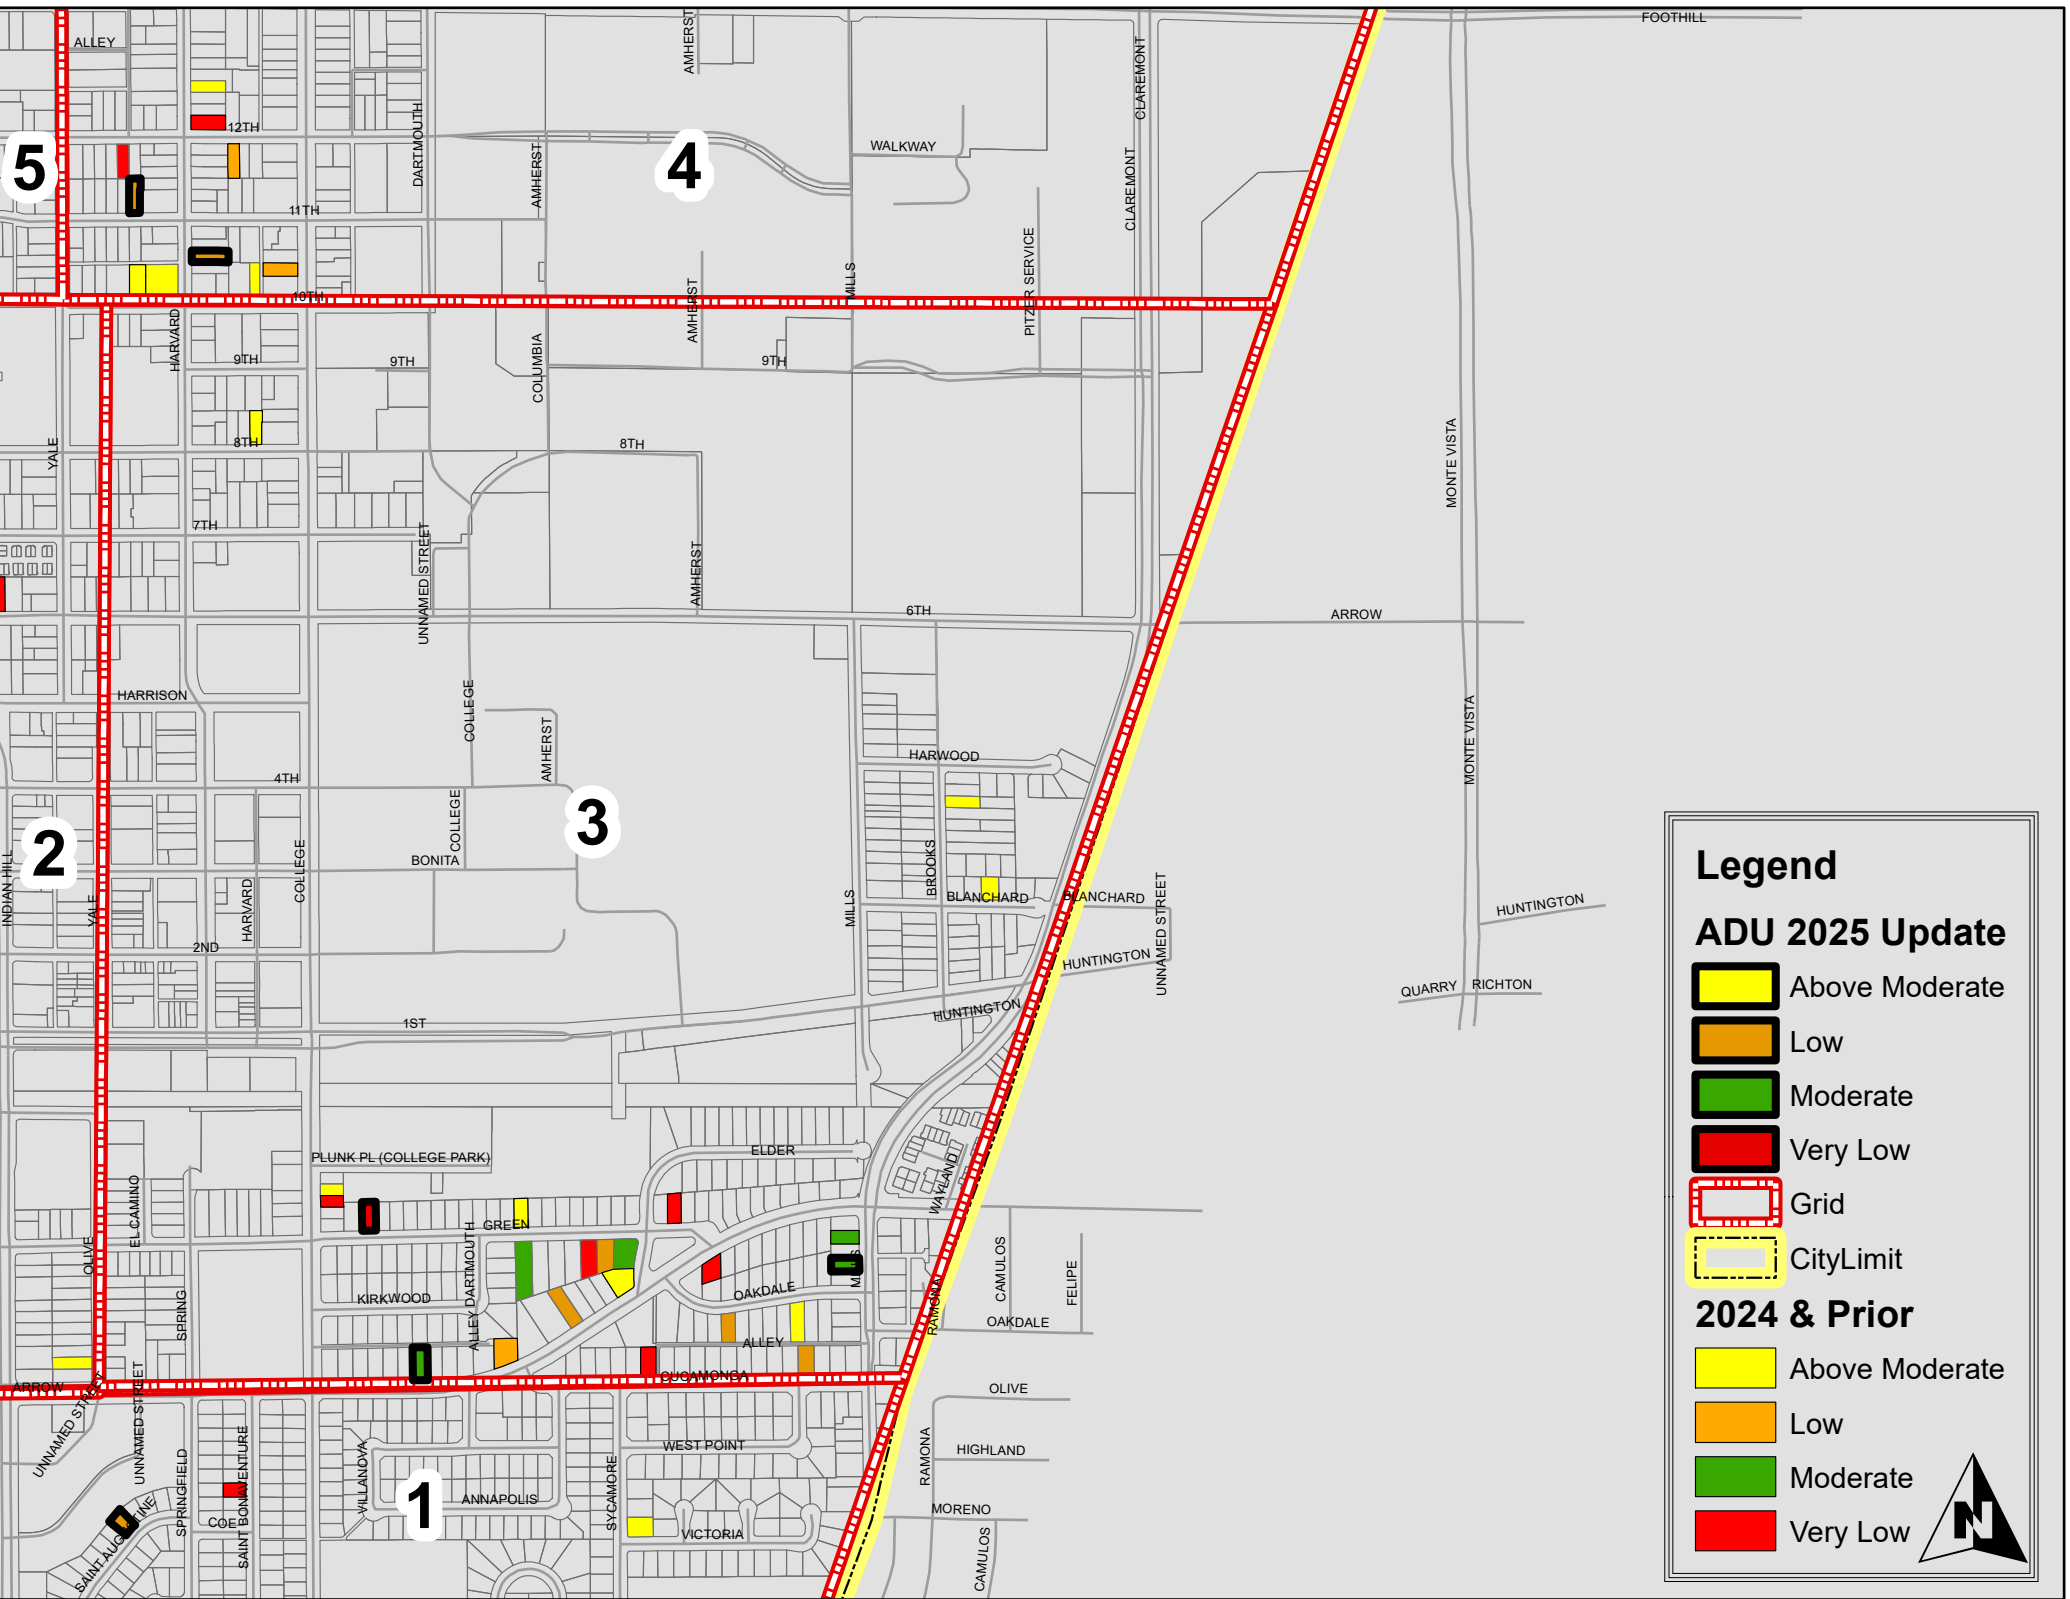 FOOTHILL
ALLEY
AMHERST
CLAREMONT
12TH
DARTMOUTH
5
4
WALKWAY
AMHERST
CLAREMONT
11TH
PITZER SERVICE
MILLS
AMHERST
10TH
HARVARD
9TH
9TH
COLUMBIA
9TH
YALE
8TH
8TH
MONTE VISTA
7TH
UNNAMED STREET
AMHERST
6TH
ARROW
HARRISON
COLLEGE
AMHERST
MONTE VISTA
HARWOOD
4TH
COLLEGE
3
2
BONITA
BROOKS
INDIAN HILL
YALE
HARVARD
COLLEGE
MILLS
BLANCHARD
BLANCHARD
UNNAMED STREET
HUNTINGTON
2ND
HUNTINGTON
QUARRY
RICHTON
HUNTINGTON
1ST
PLUNK PL (COLLEGE PARK)
ELDER
WAYLAND
EL CAMINO
GREEN
OLIVE
ALLEY DARTMOUTH
CAMULOS
FELIPE
KIRKWOOD
OAKDALE
RAMONA
OAKDALE
SPRING
ALLEY
CUCAMONGA
ARROW
UNNAMED STREET
UNNAMED STREET
OLIVE
WEST POINT
RAMONA
HIGHLAND
VILLANOVA
1
ANNAPOLIS
SYCAMORE
SPRINGFIELD
SAINT BONAVENTURE
COE
VICTORIA
MORENO
SAINT AUGUSTINE
CAMULOS
Legend
ADU 2025 Update
Above Moderate
Low
Moderate
Very Low
Grid
CityLimit
2024 & Prior
Above Moderate
Low
Moderate
Very Low
N